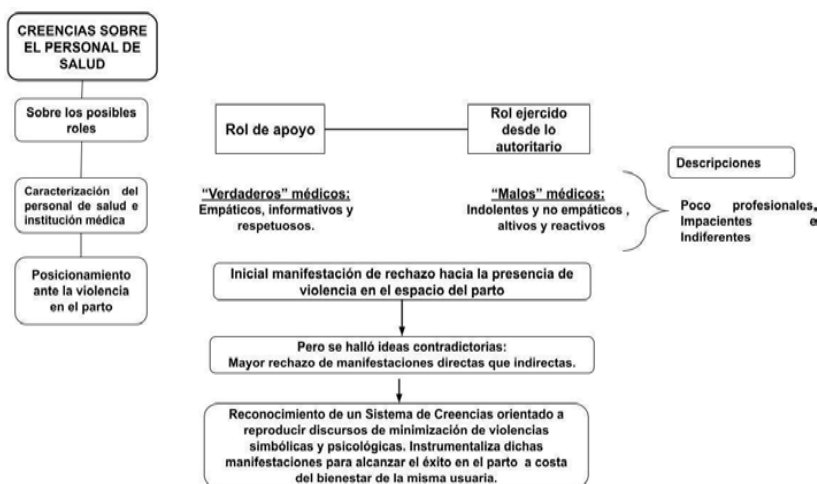 CREENCIAS SOBRE
EL PERSONAL DE
SALUD
Sobre los posibles
roles
Rol de apoyo
Rol ejercido
desde lo
autoritario
Caracterización del
personal de salud e
institución médica
“Verdaderos” médicos:
Empáticos, informativos y
respetuosos.
“Malos” médicos:
Indolentes y no empáticos ,
altivos y reactivos
Descripciones
Poco profesionales,
Impacientes e
Indiferentes
Posicionamiento
ante la violencia
en el parto
Inicial manifestación de rechazo hacia la presencia de
violencia en el espacio del parto
Pero se halló ideas contradictorias:
Mayor rechazo de manifestaciones directas que indirectas.
Reconocimiento de un Sistema de Creencias orientado a
reproducir discursos de minimización de violencias
simbólicas y psicológicas. Instrumentaliza dichas
manifestaciones para alcanzar el éxito en el parto a costa
del bienestar de la misma usuaria.